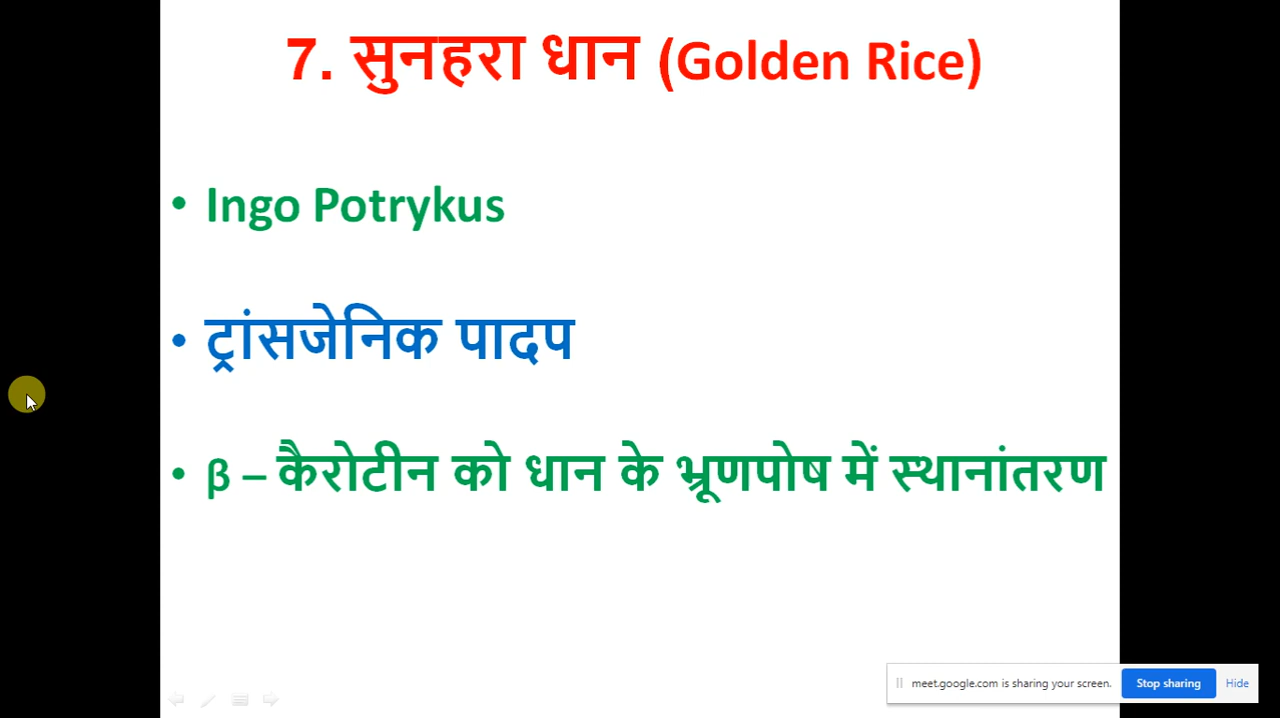 7. सुनहरा धान (Golden Rice)
• Ingo Potrykus
• ट्रांसजेनिक पादप
• β – कैरोटीन को धान के भ्रूणपोष में स्थानांतरण
meet.google.com is sharing your screen. Stop sharing Hide